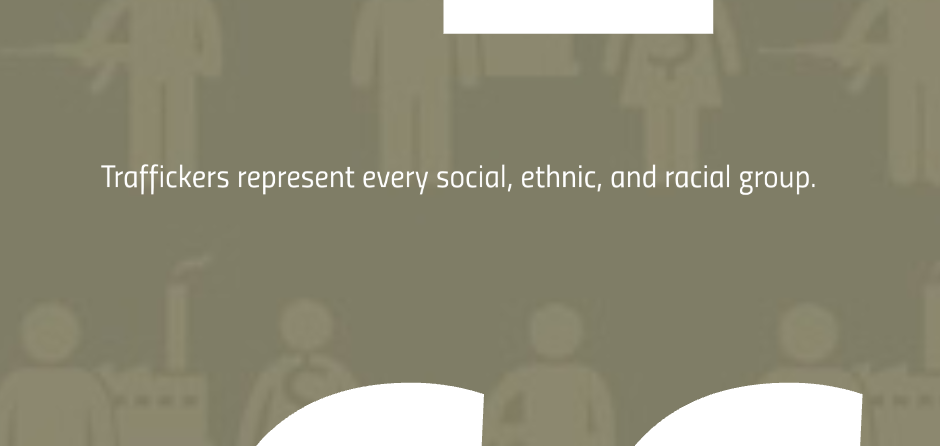 Traffickers represent every social, ethnic, and racial group.